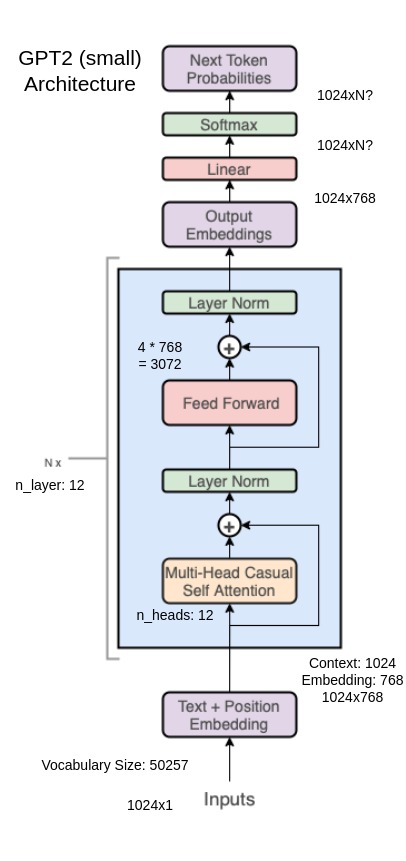 GPT2 (small)
Architecture
Next Token
Probabilities
1024xN?
Softmax
1024xN?
Linear
1024x768
Output
Embeddings
Layer Norm
4 * 768
= 3072
Feed Forward
N x
n_layer: 12
Layer Norm
Multi-Head Casual
Self Attention
n_heads: 12
Context: 1024
Embedding: 768
1024x768
Text + Position
Embedding
Vocabulary Size: 50257
1024x1
Inputs